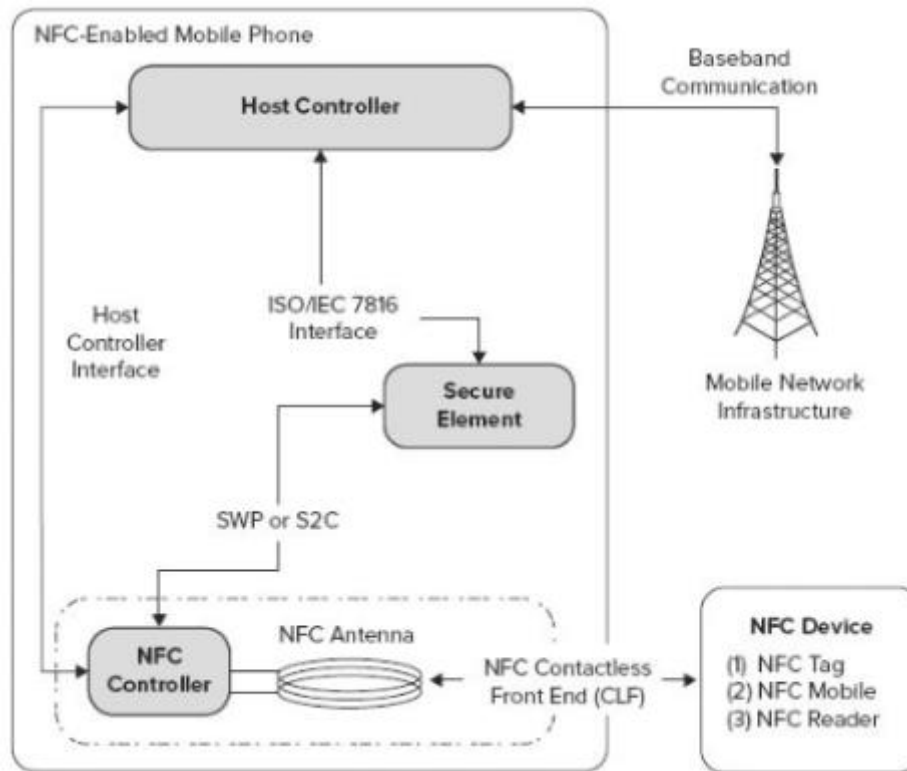 NFC-Enabled Mobile Phone
Host Controller
Baseband
Communication
ISO/IEC 7816
Interface
Host
Controller
Interface
Secure
Element
Mobile Network
Infrastructure
SWP or S2C
NFC Antenna
NFC
Controller
NFC Contactless
Front End (CLF)
NFC Device
(1) NFC Tag
(2) NFC Mobile
(3) NFC Reader